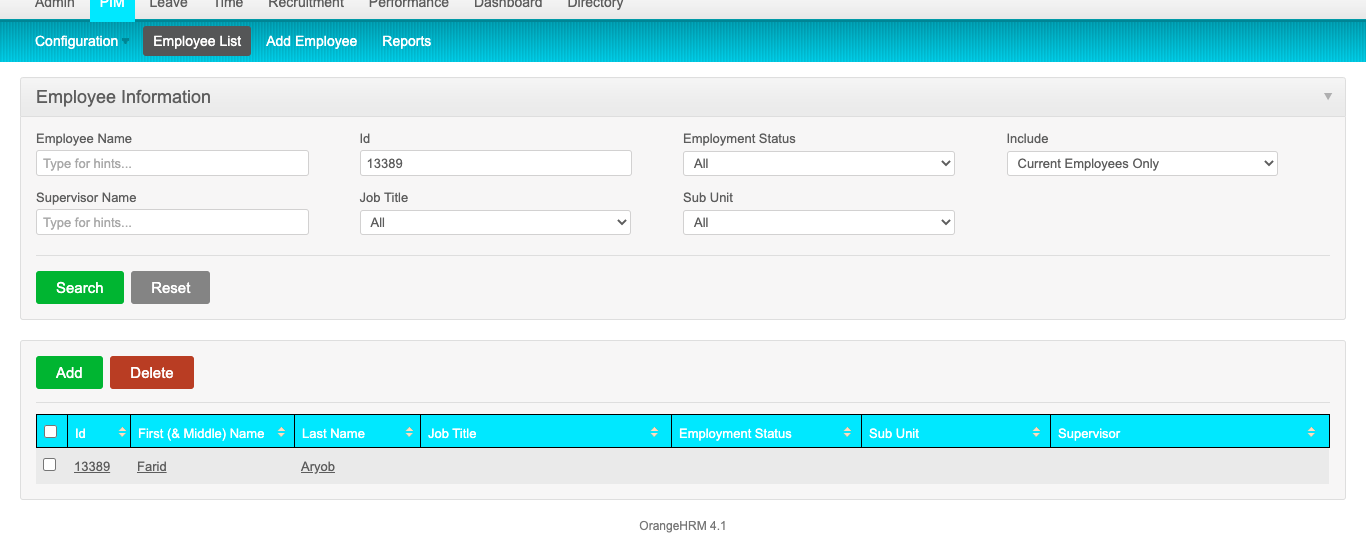 Admin PIM Leave Time Recruitment Performance Dashboard Directory
Configuration Employee List Add Employee Reports
Employee Information
Employee Name Id Employment Status Include
Type for hints... 13389 All Current Employees Only
Supervisor Name Job Title Sub Unit
Type for hints... All All
Search Reset
Add Delete
Id First (& Middle) Name Last Name Job Title Employment Status Sub Unit Supervisor
13389 Farid Aryob
OrangeHRM 4.1